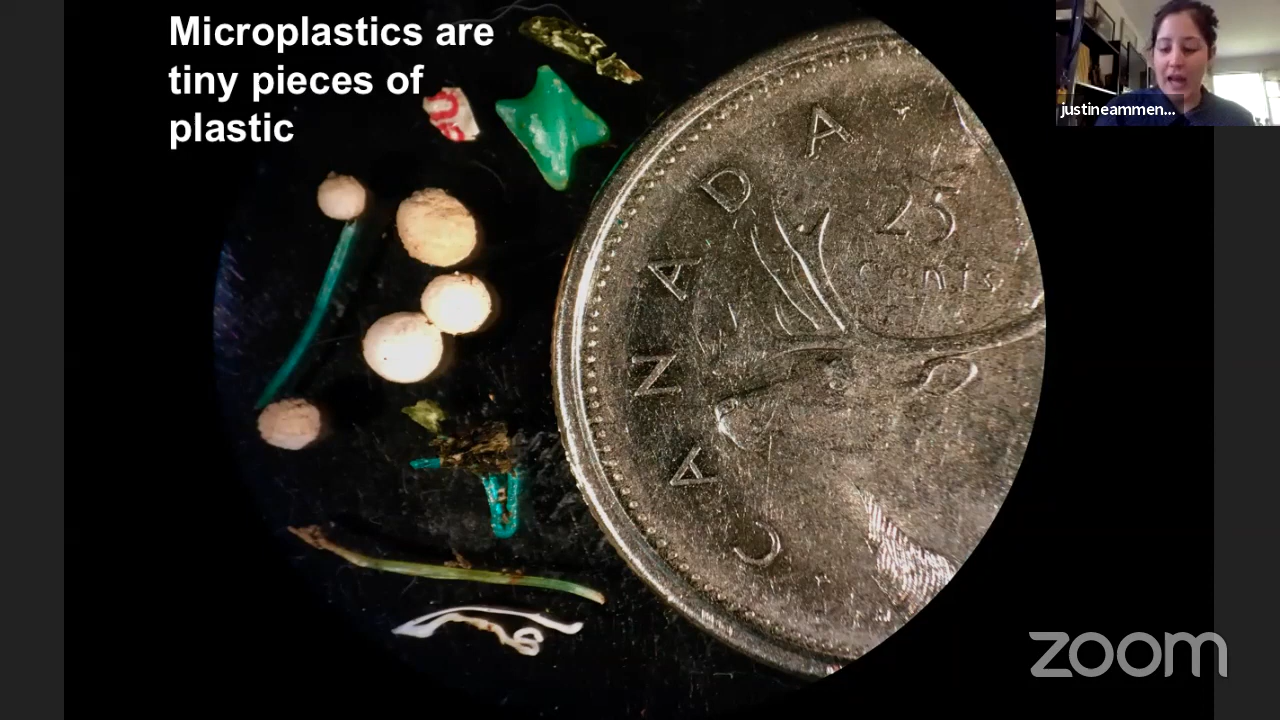 Microplastics are
tiny pieces of
plastic
justineammen...
CANADA
25
cents
zoom